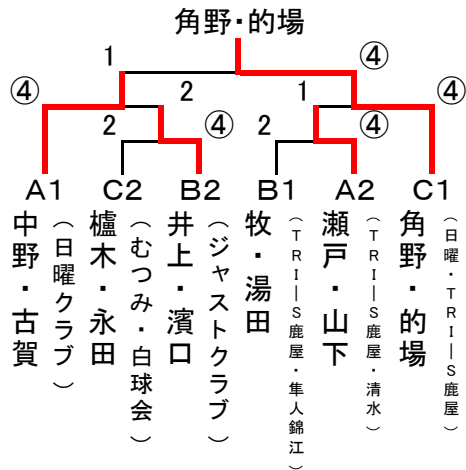 角野・的場
1
④
④
2
1
④
2
④
2
④
A1
C2
B2
B1
A2
C1
中野・古賀
（日曜クラブ）
櫨木・永田
（むつみ・白球会）
井上・濱口
（ジャストクラブ）
牧・湯田
（TRI－S鹿屋・隼人錦江）
瀬戸・山下
（TRI－S鹿屋・清水）
角野・的場
（日曜・TRI－S鹿屋）